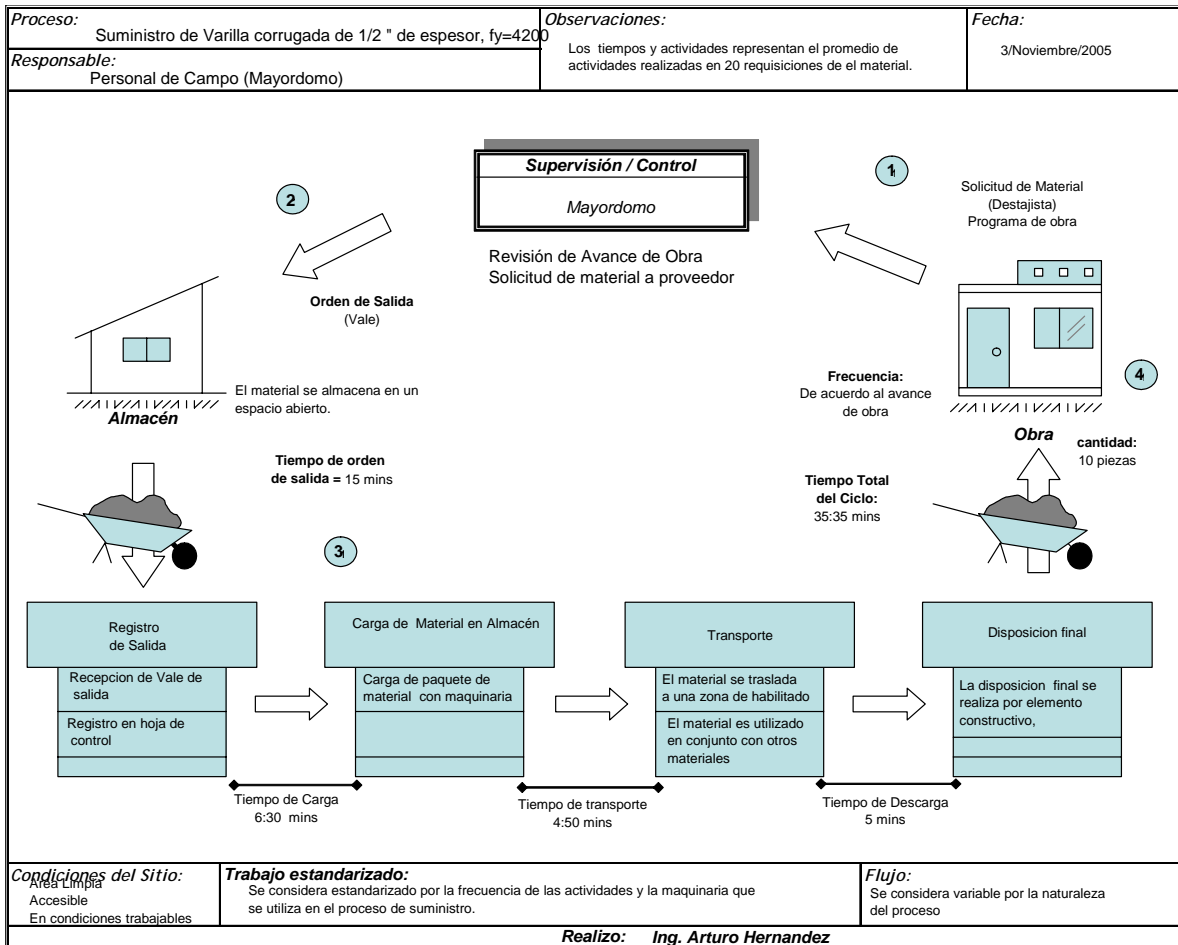 Proceso:
Suministro de Varilla corrugada de 1/2 " de espesor, fy=4200
Responsable:
Personal de Campo (Mayordomo)
Observaciones:
Los tiempos y actividades representan el promedio de
actividades realizadas en 20 requisiciones de el material.
Fecha:
3/Noviembre/2005
Supervisión / Control
Mayordomo
Revisión de Avance de Obra
Solicitud de material a proveedor
1
Solicitud de Material
(Destajista)
Programa de obra
2
Orden de Salida
(Vale)
El material se almacena en un
espacio abierto.
Almacén
Tiempo de orden
de salida = 15 mins
3
Frecuencia:
De acuerdo al avance
de obra
4
Obra
cantidad:
10 piezas
Tiempo Total
del Ciclo:
35:35 mins
Registro
de Salida
Recepcion de Vale de
salida
Registro en hoja de
control
Carga de Material en Almacén
Carga de paquete de
material con maquinaria
Transporte
El material se traslada
a una zona de habilitado
El material es utilizado
en conjunto con otros
materiales
Disposicion final
La disposicion final se
realiza por elemento
constructivo,
Tiempo de Carga
6:30 mins
Tiempo de transporte
4:50 mins
Tiempo de Descarga
5 mins
Condiciones del Sitio:
Area Limpia
Accesible
En condiciones trabajables
Trabajo estandarizado:
Se considera estandarizado por la frecuencia de las actividades y la maquinaria que
se utiliza en el proceso de suministro.
Flujo:
Se considera variable por la naturaleza
del proceso
Realizo: Ing. Arturo Hernandez